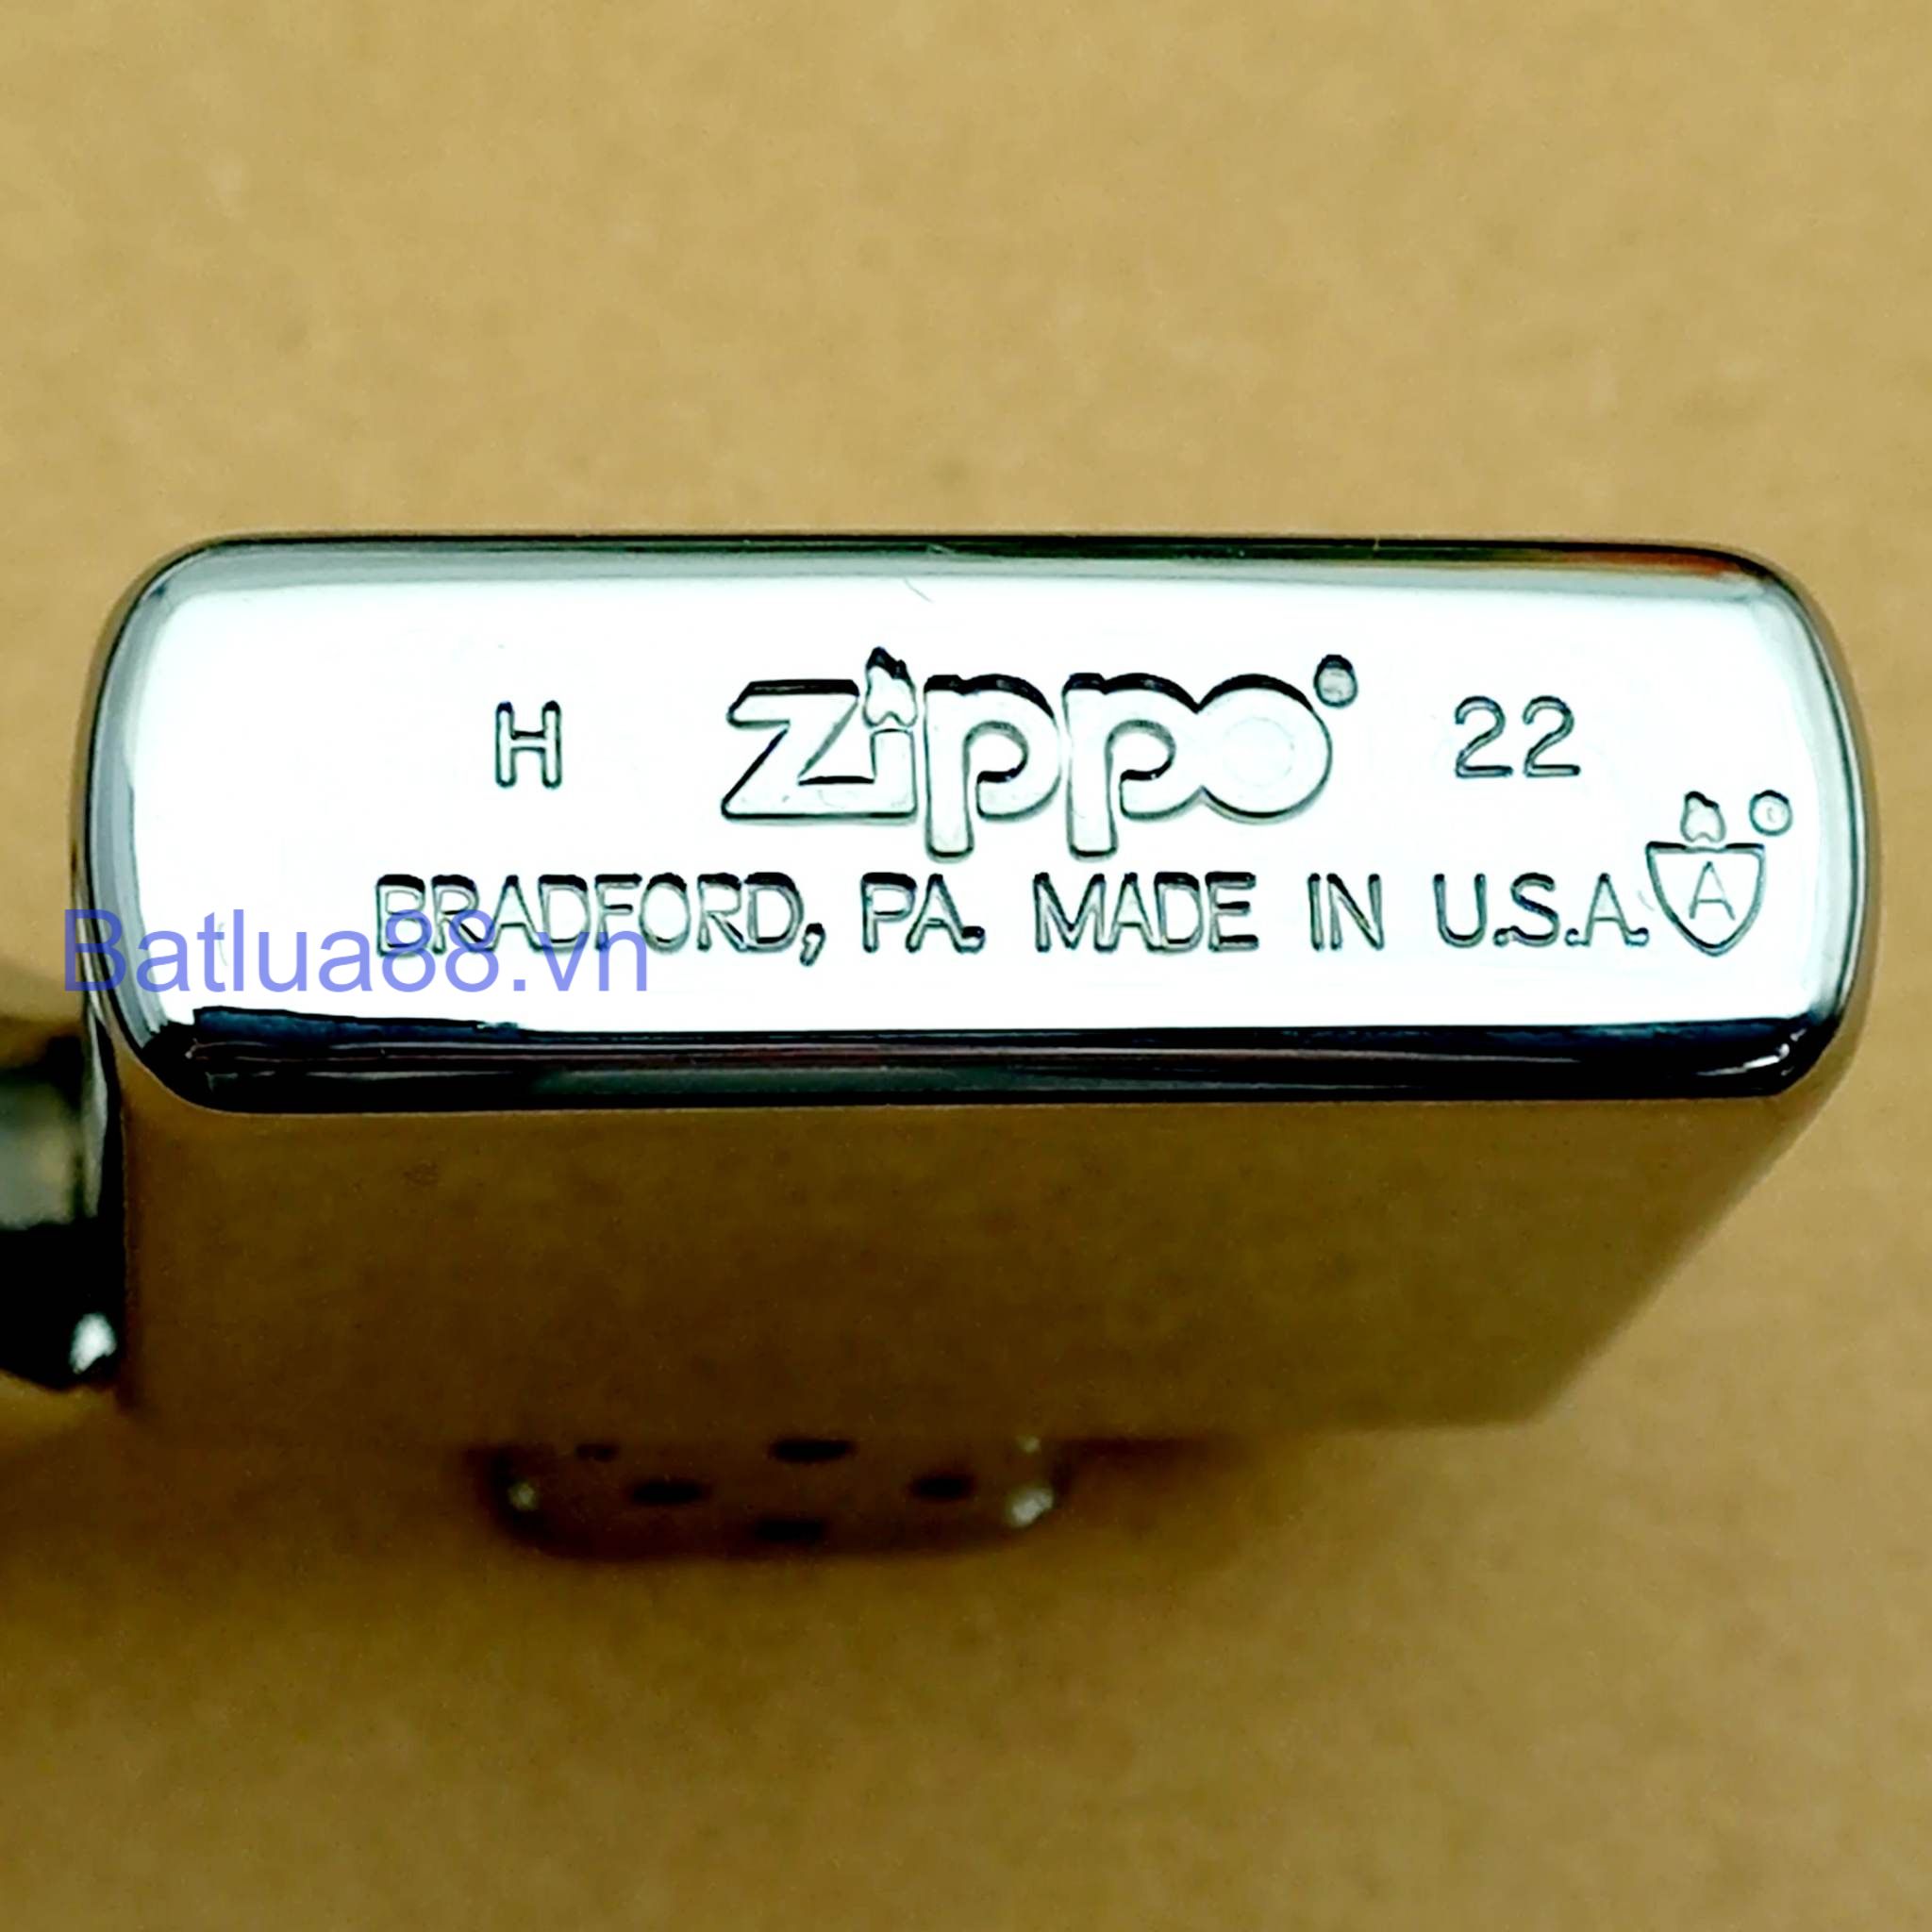 H zippo® 22
BRADFORD, PA. MADE IN U.S.A. A
Batlua88.vn